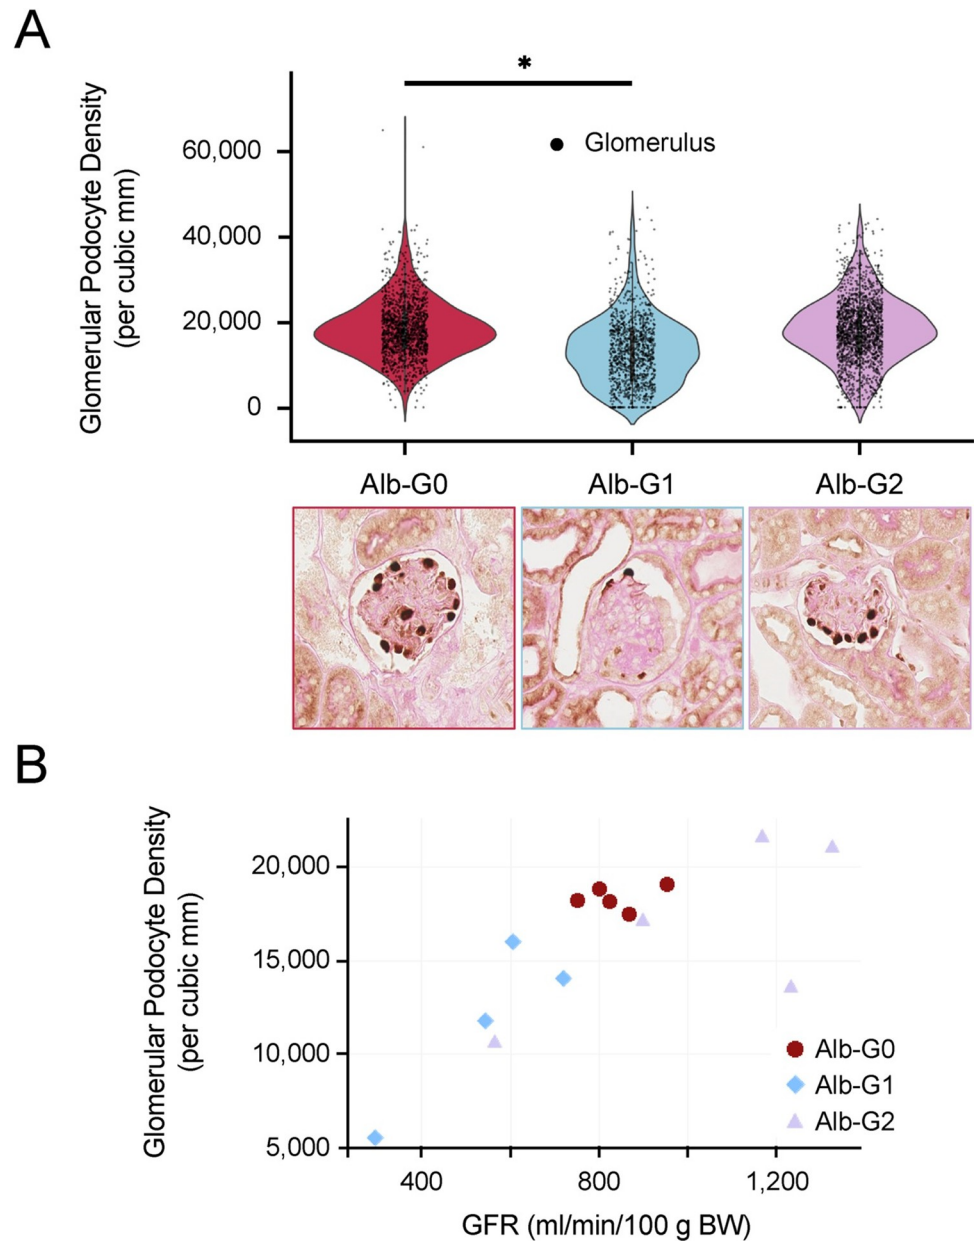 A
*
Glomerular Podocyte Density
(per cubic mm)
60,000
40,000
20,000
0
Glomerulus
Alb-G0
Alb-G1
Alb-G2
B
Glomerular Podocyte Density
(per cubic mm)
20,000
15,000
10,000
5,000
Alb-G0
Alb-G1
Alb-G2
400
800
1,200
GFR (ml/min/100 g BW)